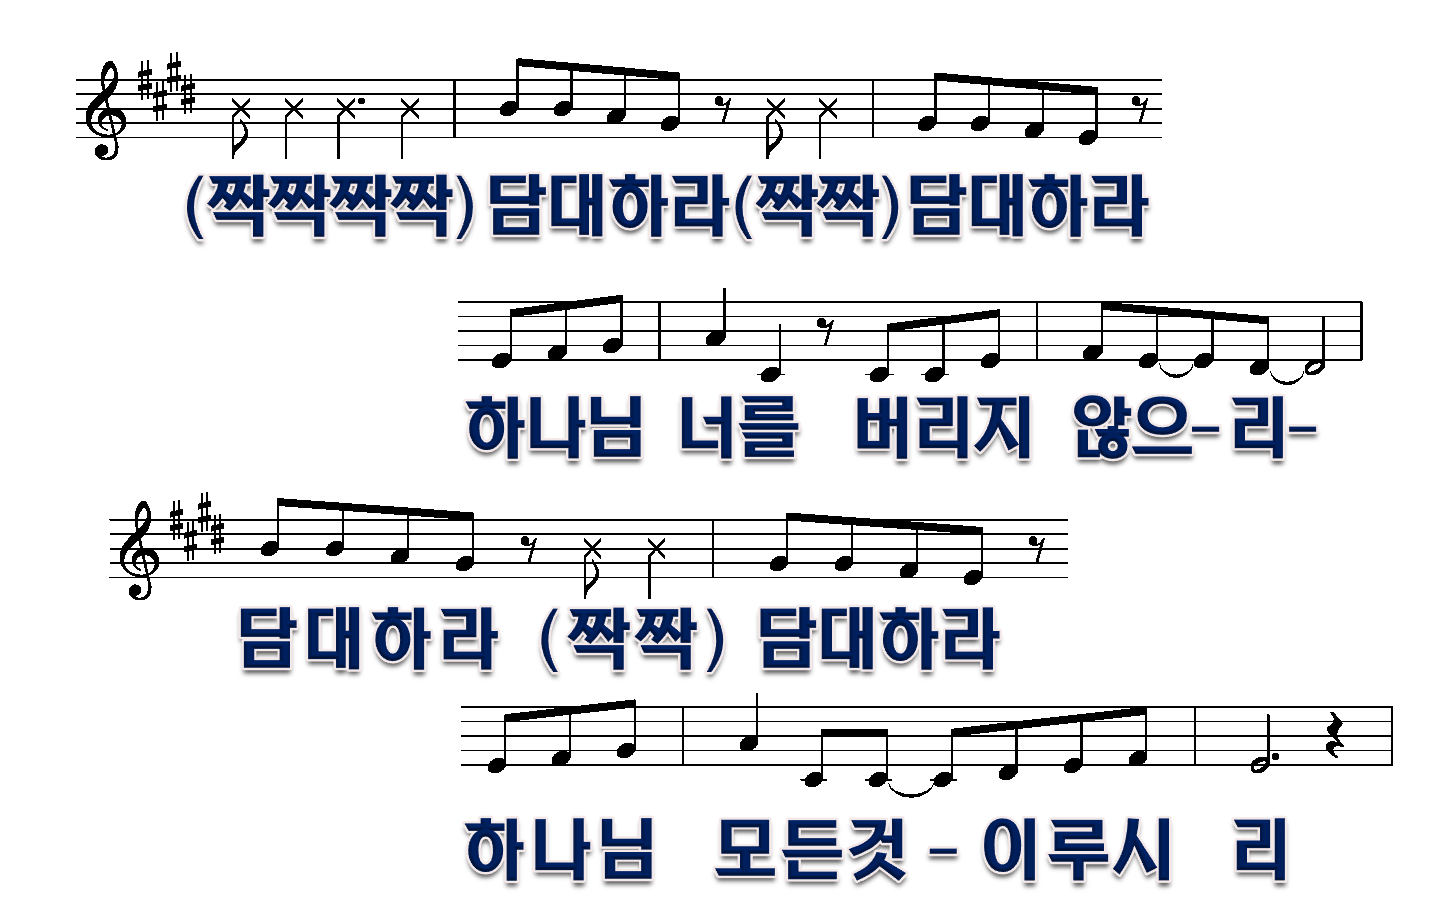 (짝짝짝짝)담대하라(짝짝)담대하라
하나님 너를 버리지 않으-리-
담대하라 (짝짝) 담대하라
하나님 모든것 - 이루시 리